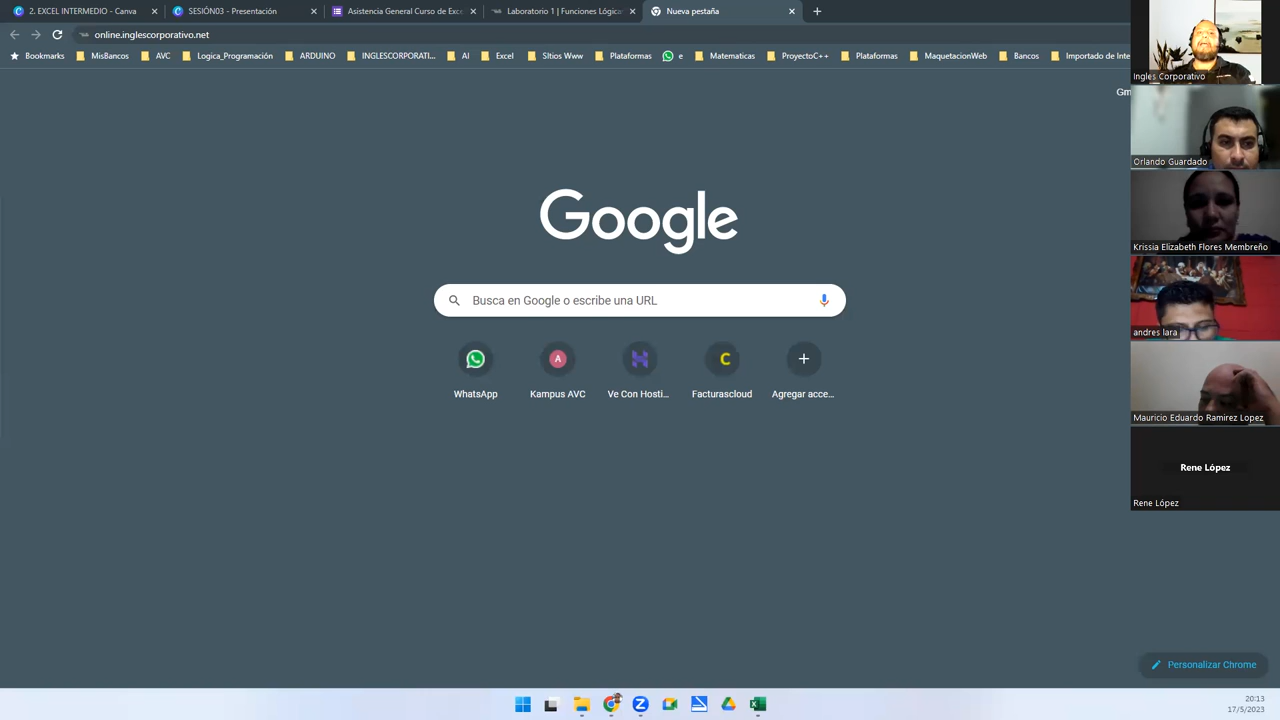 2. EXCEL INTERMEDIO - Canva
SESIÓN03 - Presentación
Asistencia General Curso de Exce
Laboratorio 1 | Funciones Lógica
Nueva pestaña
online.inglescorporativo.net
Bookmarks
MisBancos
AVC
Logica_Programación
ARDUINO
INGLESCORPORATI...
AI
J
SItios Www
Plataformas
e
Matematicas
ProyectoC++
Plataformas
MaquetacionWeb
Bancos
Importado de Inte
Gm
Google
Busca en Google o escribe una URL
A
C
WhatsApp
Kampus AVC
Ve Con Hosti...
Facturascloud
Agregar acce...
Ingles Corporativo
Orlando Guardado
Krissia Elizabeth Flores Membreño
andres lara
Mauricio Eduardo Ramirez Lopez
Rene López
Rene López
Personalizar Chrome
20:13
17/5/2023